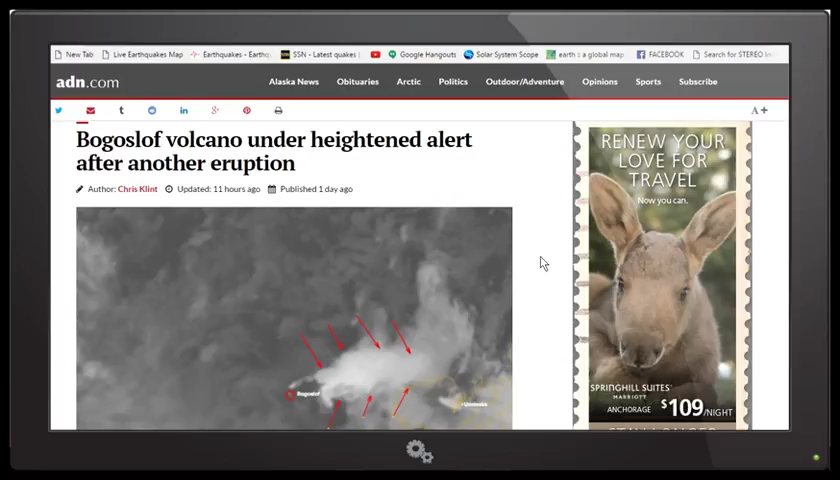 New Tab Live Earthquakes Map Earthquakes - Earthq SSN - Latest quakes | Google Hangouts Solar System Scope earth :: a global map FACEBOOK Search for STEREO Im
adn.com Alaska News Obituaries Arctic Politics Outdoor/Adventure Opinions Sports Subscribe
A+
Bogoslof volcano under heightened alert
after another eruption
Author: Chris Klint Updated: 11 hours ago Published 1 day ago
Bogoslof
RENEW YOUR
LOVE FOR
TRAVEL
Now you can.
SPRINGHILL SUITES
MARRIOTT
ANCHORAGE $109/NIGHT